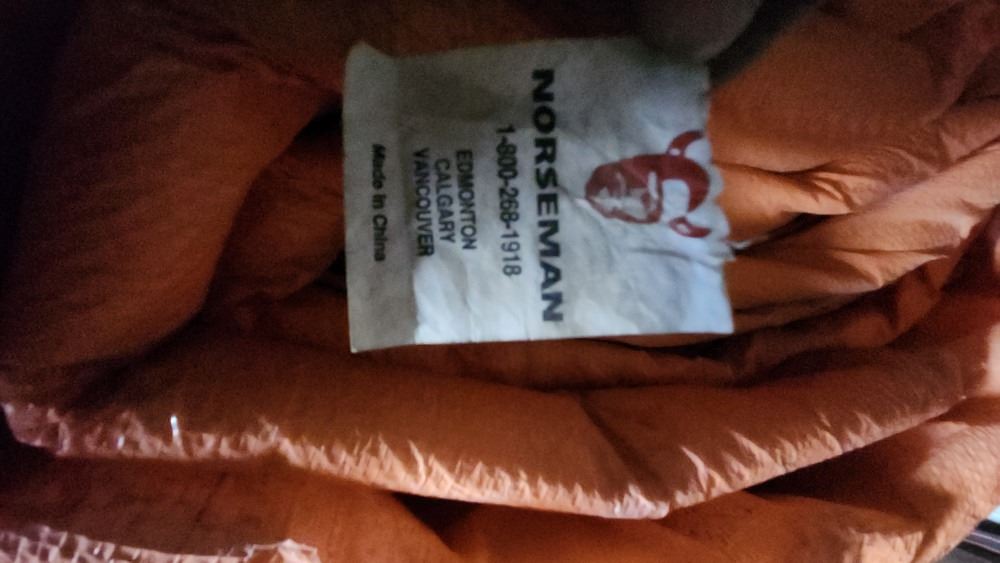 NORSEMAN
1-800-268-1918
EDMONTON
CALGARY
VANCOUVER
Made in China